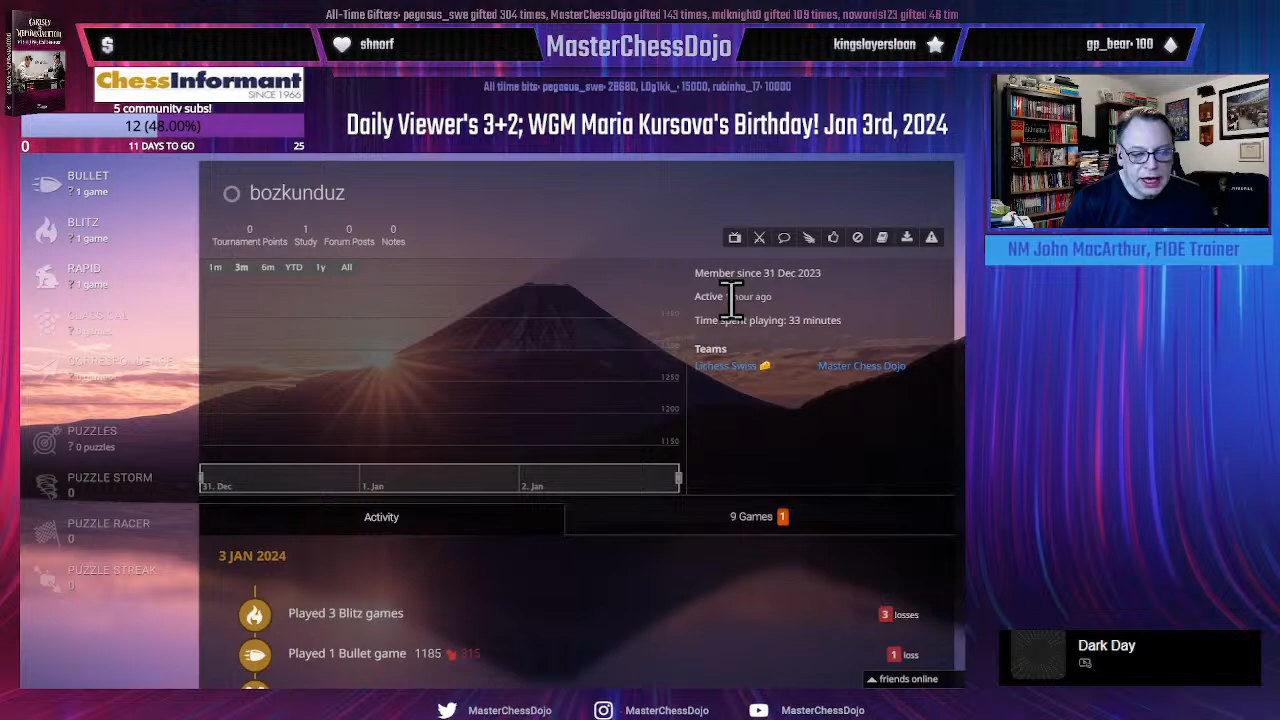 All-Time Gifters• pegasus_swe gifted 304 times, MasterChessDojo gifted 143 times, mdknight0 gifted 109 times, nowards123 gifted 46 tim
$
shnorf
MasterChessDojo
kingslayersloan
gp_bear• 100
ChessInformant
SINCE 1966
All time bits• pegasus_swe• 28680, L0g1kk_• 15000, rubinho_17• 10000
5 community subs!
12 (48.00%)
0
11 DAYS TO GO
25
Daily Viewer's 3+2; WGM Maria Kursova's Birthday! Jan 3rd, 2024
NM John MacArthur, FIDE Trainer
BULLET
? 1 game
BLITZ
? 1 game
RAPID
? 1 game
CLASSICAL
CORRESPONDENCE
PUZZLES
? 0 puzzles
PUZZLE STORM
0
PUZZLE RACER
0
PUZZLE STREAK
0
bozkunduz
0
Tournament Points
1
Study
0
Forum Posts
0
Notes
1m
3m
6m
YTD
1y
All
1250
1200
1150
31. Dec
1. Jan
2. Jan
Member since 31 Dec 2023
Active hour ago
Time spent playing: 33 minutes
Teams
Lichess Swiss
Master Chess Dojo
Activity
9 Games 1
3 JAN 2024
Played 3 Blitz games
3 losses
Played 1 Bullet game 1185 315
1 loss
friends online
Dark Day
MasterChessDojo
MasterChessDojo
MasterChessDojo